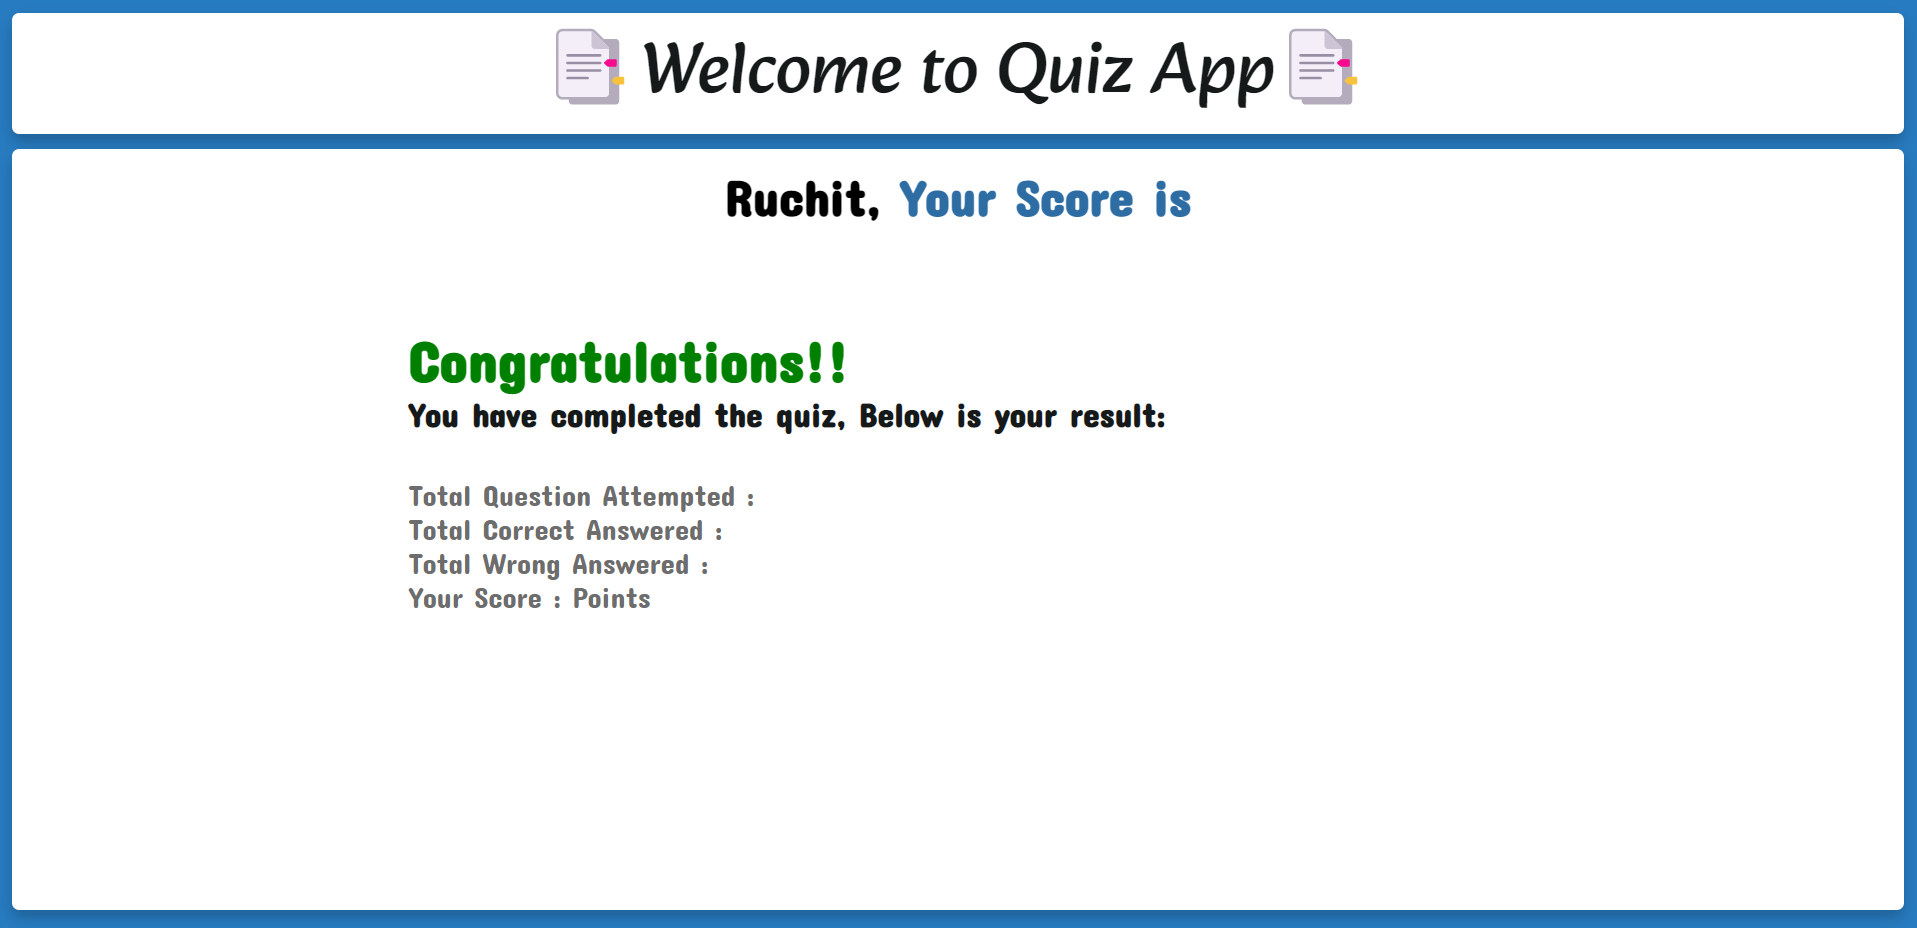 Welcome to Quiz App
Ruchit, Your Score is
Congratulations!!
You have completed the quiz, Below is your result:
Total Question Attempted :
Total Correct Answered :
Total Wrong Answered :
Your Score : Points